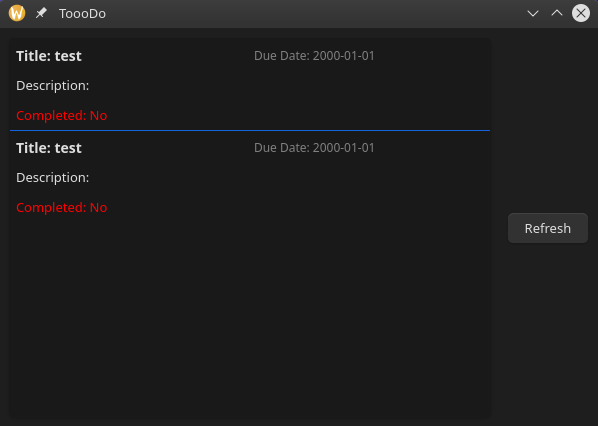 ToooDo
Title: test Due Date: 2000-01-01
Description:
Completed: No
Title: test Due Date: 2000-01-01
Description:
Completed: No
Refresh